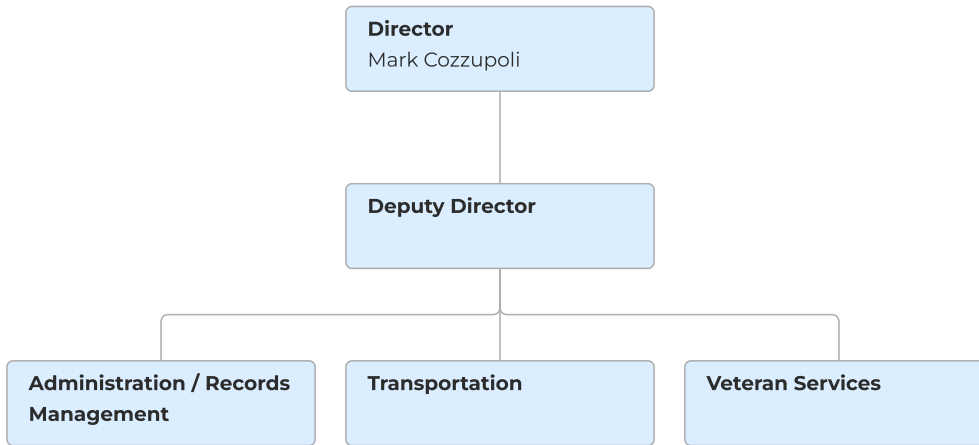 Director
Mark Cozzupoli
Deputy Director
Administration / Records
Management
Transportation
Veteran Services